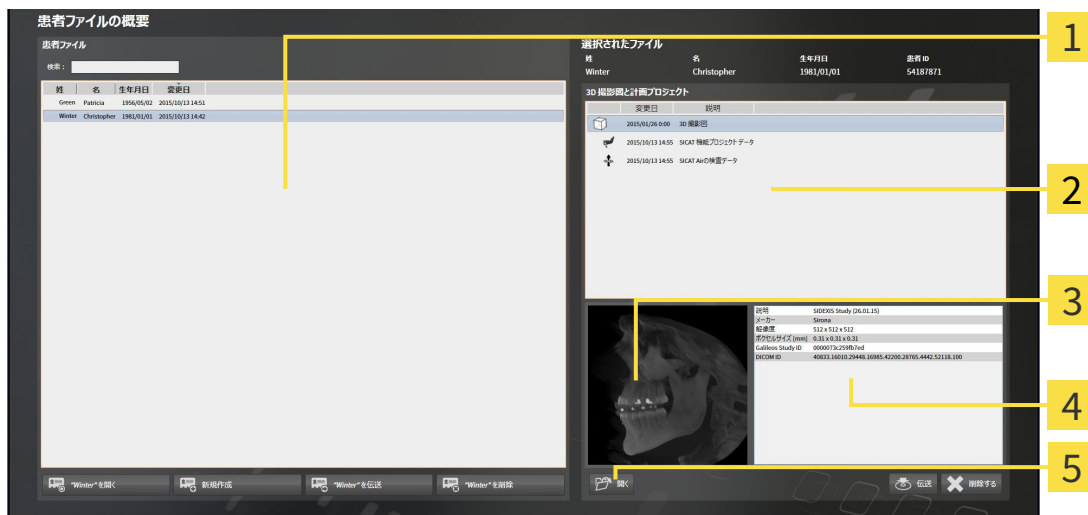 患者ファイルの概要
患者ファイル
検索：
姓 名 生年月日 変更日
Green Patricia 1956/05/02 2015/10/13 14:51
Winter Christopher 1981/01/01 2015/10/13 14:42
"Winter"を開く
新規作成
"Winter"を伝送
"Winter"を削除
選択されたファイル
姓 名 生年月日 患者 ID
Winter Christopher 1981/01/01 54187871
3D 撮影図と計画プロジェクト
変更日 説明
2015/01/26 0:00 3D 撮影図
2015/10/13 14:55 SICAT 機能プロジェクト データ
2015/10/13 14:55 SICAT Airの検査データ
説明 SIDEXIS Study (26.01.15)
メーカー Sirona
解像度 512 x 512 x 512
ボクセルサイズ [mm] 0.31 x 0.31 x 0.31
Galileos Study ID 0000073c259fb7ed
DICOM ID 40833.16010.29448.16985.42200.28765.4442.52118.100
開く
伝送
削除する
1
2
3
4
5